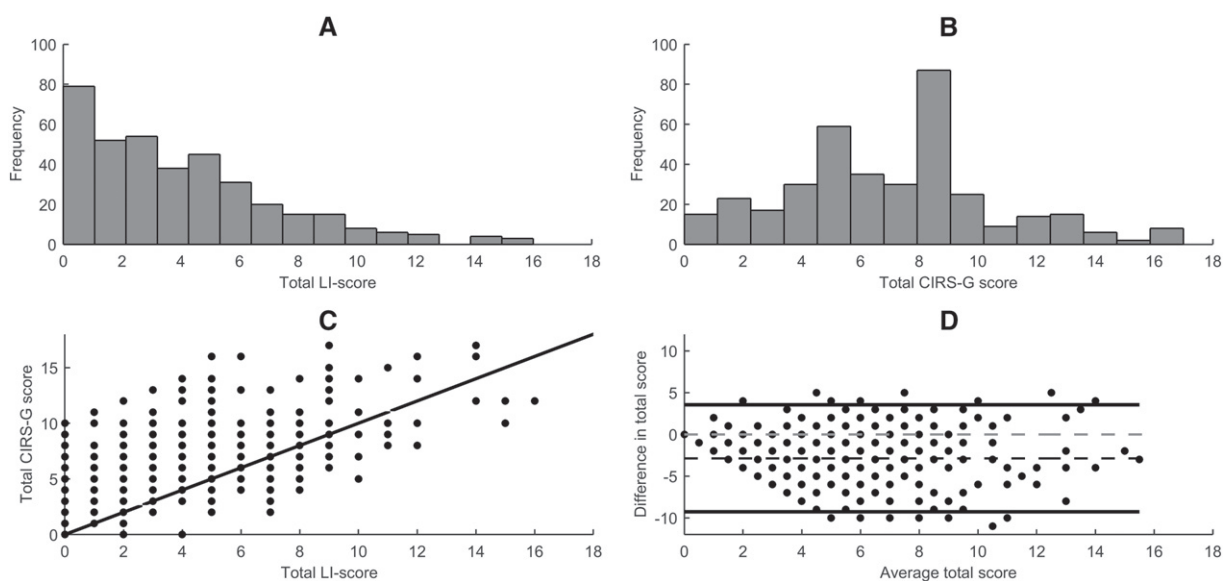 A
100
80
60
40
20
0
Frequency
0 2 4 6 8 10 12 14 16 18
Total LI-score
B
100
80
60
40
20
0
Frequency
0 2 4 6 8 10 12 14 16 18
Total CIRS-G score
C
15
10
5
0
Total CIRS-G score
0 2 4 6 8 10 12 14 16 18
Total LI-score
D
10
5
0
-5
-10
Difference in total score
0 2 4 6 8 10 12 14 16 18
Average total score